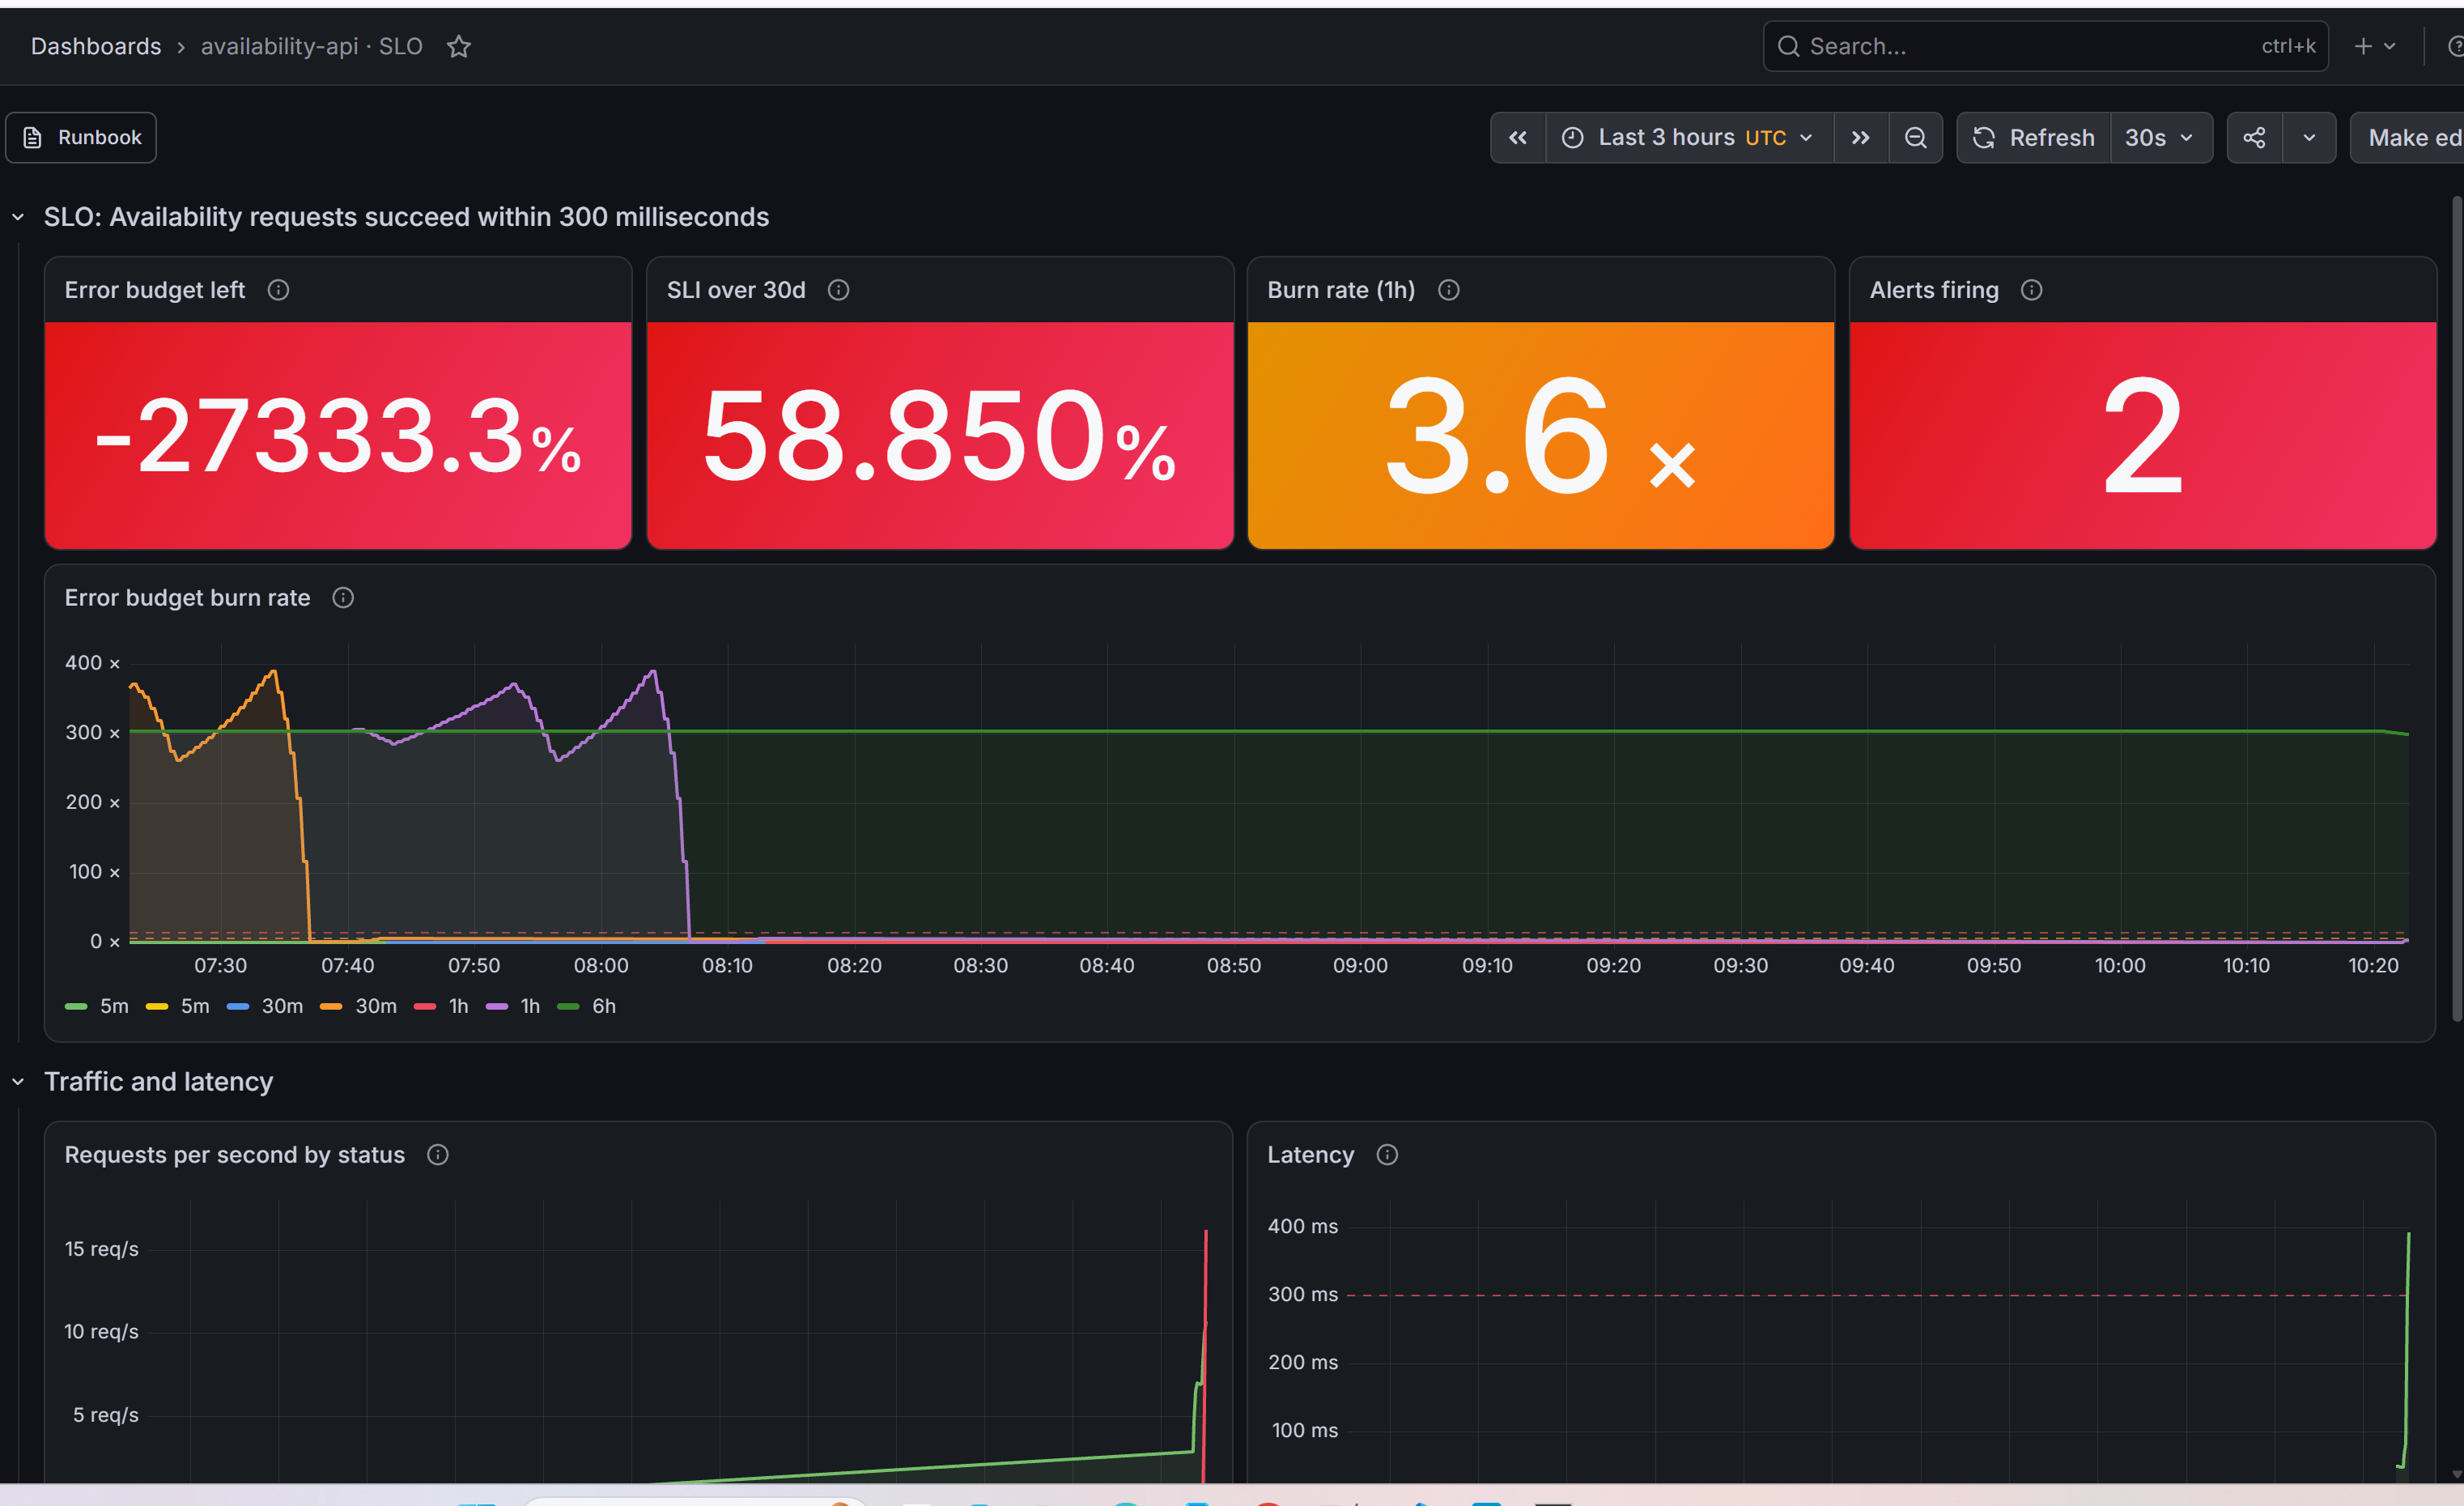 Dashboards › availability-api · SLO
Search... ctrl+k
Runbook
Last 3 hours UTC
Refresh 30s
Make ed
SLO: Availability requests succeed within 300 milliseconds
Error budget left
-27333.3%
SLI over 30d
58.850%
Burn rate (1h)
3.6 ×
Alerts firing
2
Error budget burn rate
400 ×
300 ×
200 ×
100 ×
0 ×
07:30 07:40 07:50 08:00 08:10 08:20 08:30 08:40 08:50 09:00 09:10 09:20 09:30 09:40 09:50 10:00 10:10 10:20
5m 5m 30m 30m 1h 1h 6h
Traffic and latency
Requests per second by status
15 req/s
10 req/s
5 req/s
Latency
400 ms
300 ms
200 ms
100 ms